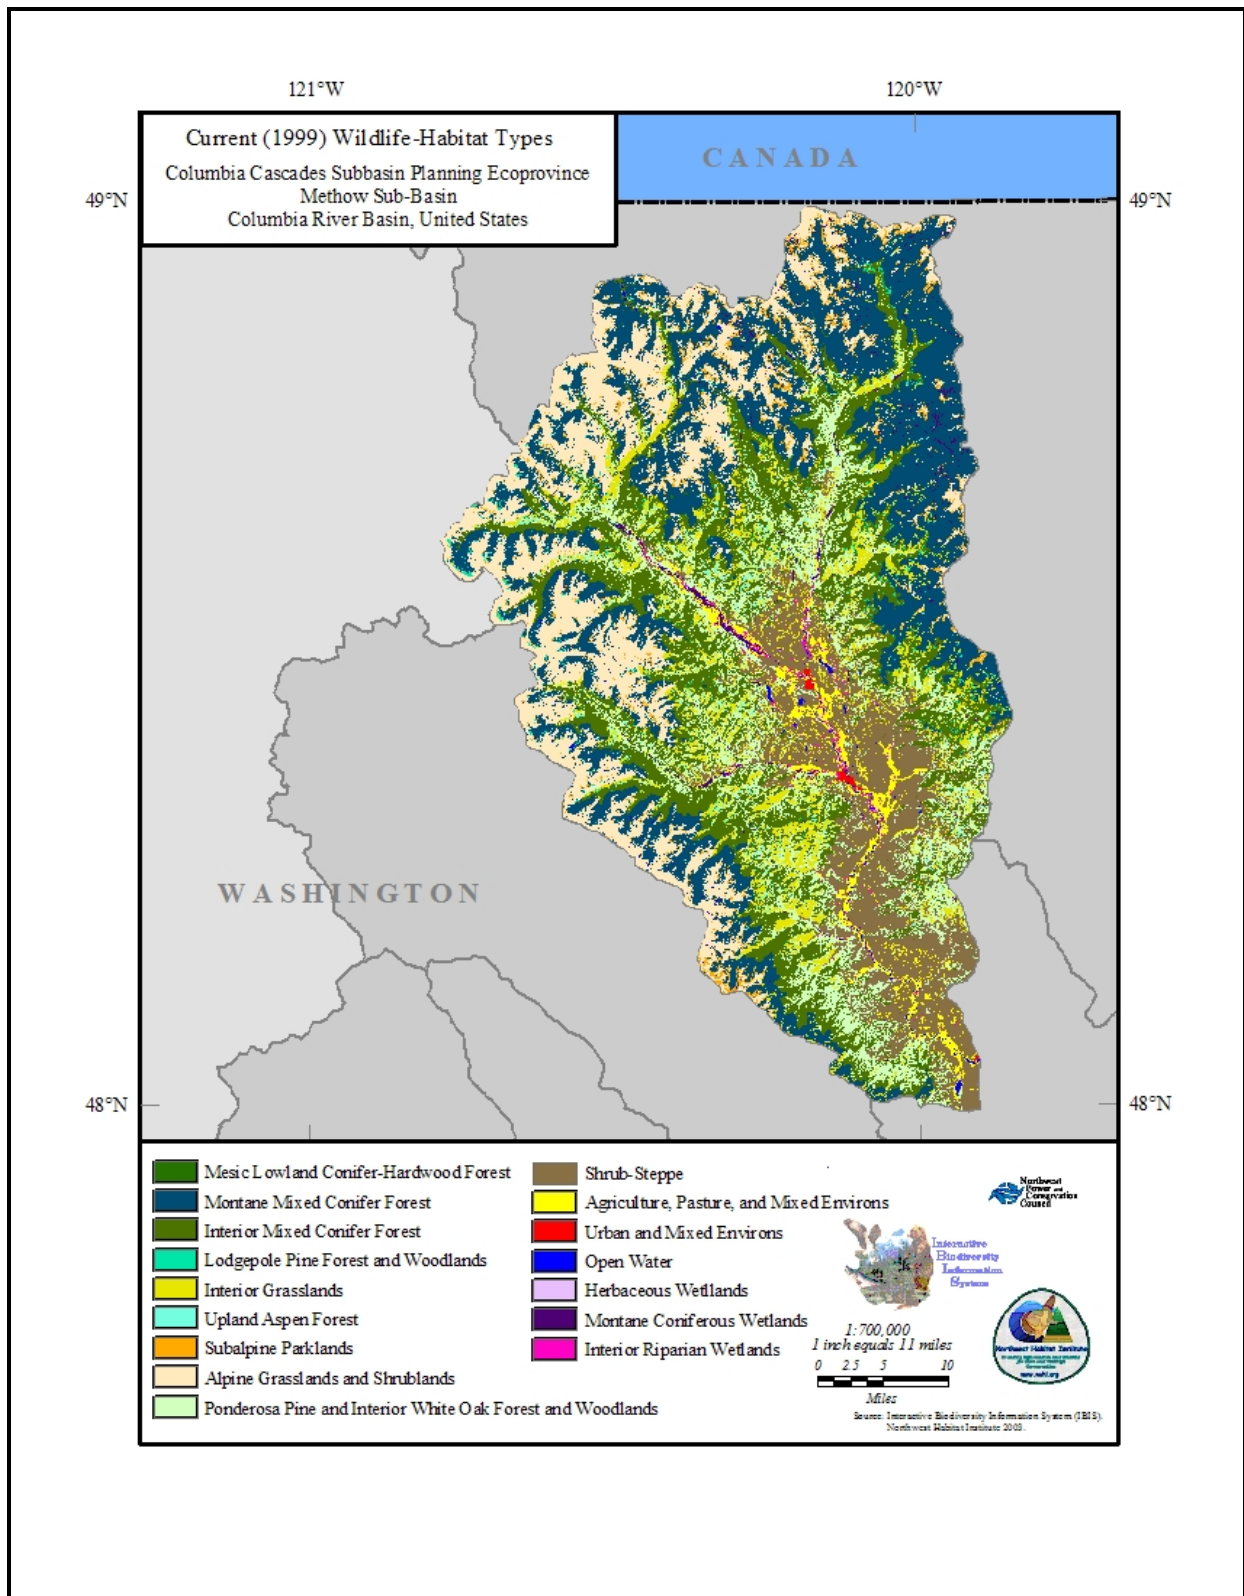 121°W 120°W
Current (1999) Wildlife-Habitat Types
Columbia Cascades Subbasin Planning Ecoprovince
Methow Sub-Basin
Columbia River Basin, United States
CANADA
49°N 49°N
WASHINGTON
48°N 48°N
Mesic Lowland Conifer-Hardwood Forest
Montane Mixed Conifer Forest
Interior Mixed Conifer Forest
Lodgepole Pine Forest and Woodlands
Interior Grasslands
Upland Aspen Forest
Subalpine Parklands
Alpine Grasslands and Shrublands
Ponderosa Pine and Interior White Oak Forest and Woodlands
Shrub-Steppe
Agriculture, Pasture, and Mixed Environs
Urban and Mixed Environs
Open Water
Herbaceous Wetllands
Montane Coniferous Wetlands
Interior Riparian Wetlands
Northwest
Power and
Conservation
Council
Interactive
Biodiversity
Information
System
1:700,000
1 inch equals 11 miles
0 2.5 5 10
Miles
Northwest Habitat Institute
www.nwhi.org
Source: Interactive Biodiversity Information System (IBIS).
Northwest Habitat Institute 2003.